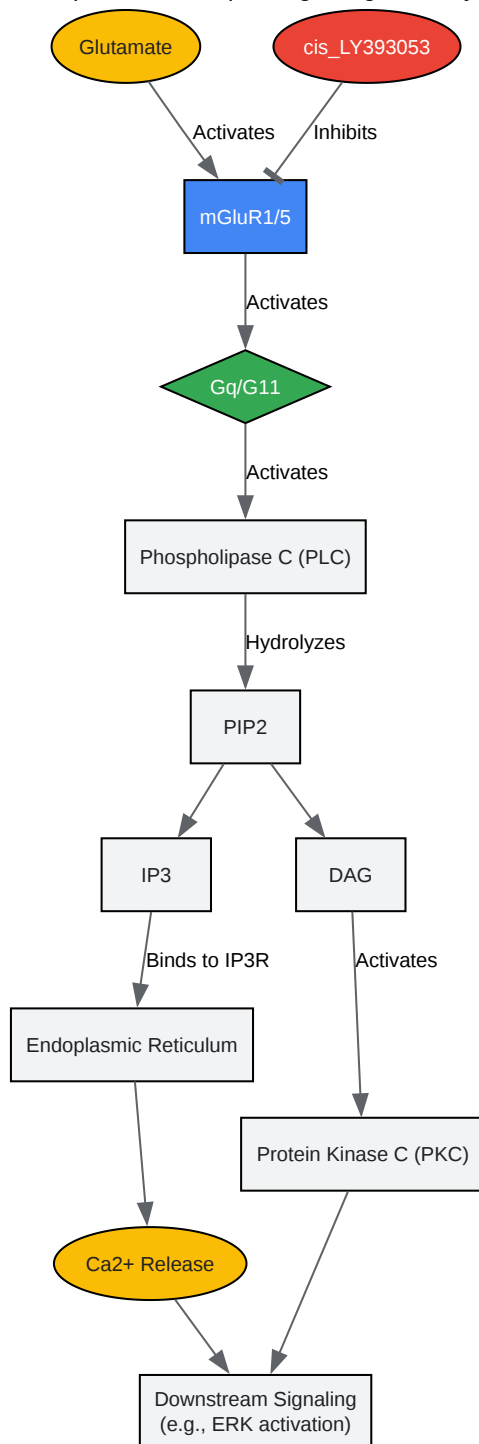 Glutamate
cis_LY393053
Activates
Inhibits
mGluR1/5
Activates
Gq/G11
Activates
Phospholipase C (PLC)
Hydrolyzes
PIP2
IP3
DAG
Binds to IP3R
Activates
Endoplasmic Reticulum
Protein Kinase C (PKC)
Ca2+ Release
Downstream Signaling
(e.g., ERK activation)